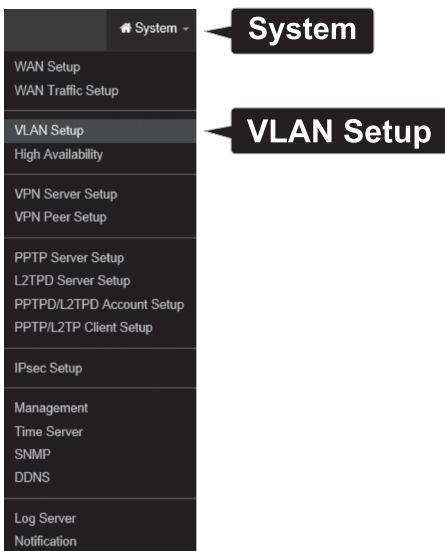 System
System
WAN Setup
WAN Traffic Setup
VLAN Setup
VLAN Setup
High Availability
VPN Server Setup
VPN Peer Setup
PPTP Server Setup
L2TPD Server Setup
PPTPD/L2TPD Account Setup
PPTP/L2TP Client Setup
IPsec Setup
Management
Time Server
SNMP
DDNS
Log Server
Notification